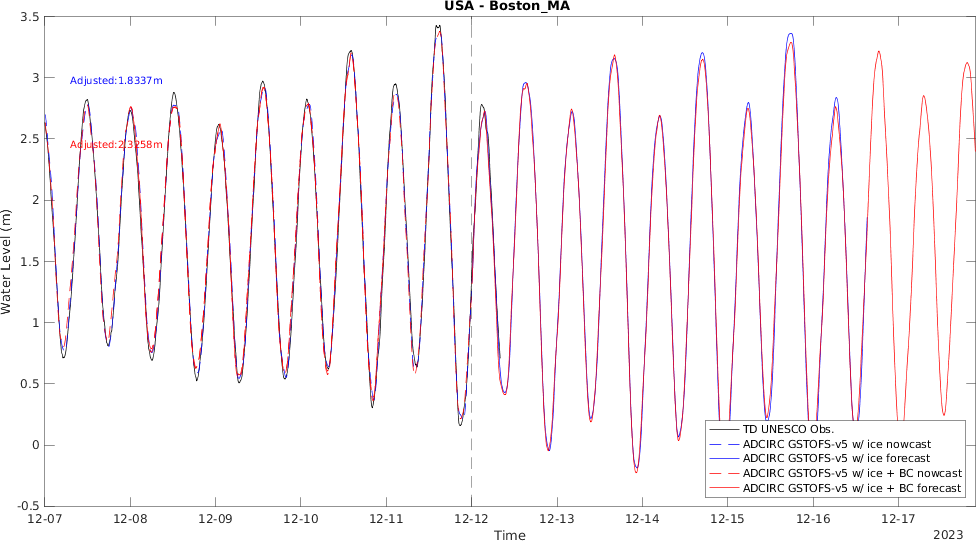 USA - Boston_MA
3.5
3
2.5
2
1.5
1
0.5
0
-0.5
Water Level (m)
Adjusted:1.8337m
Adjusted:2.3258m
TD UNESCO Obs.
ADCIRC GSTOFS-v5 w/ ice nowcast
ADCIRC GSTOFS-v5 w/ ice forecast
ADCIRC GSTOFS-v5 w/ ice + BC nowcast
ADCIRC GSTOFS-v5 w/ ice + BC forecast
12-07 12-08 12-09 12-10 12-11 12-12 12-13 12-14 12-15 12-16 12-17
Time
2023